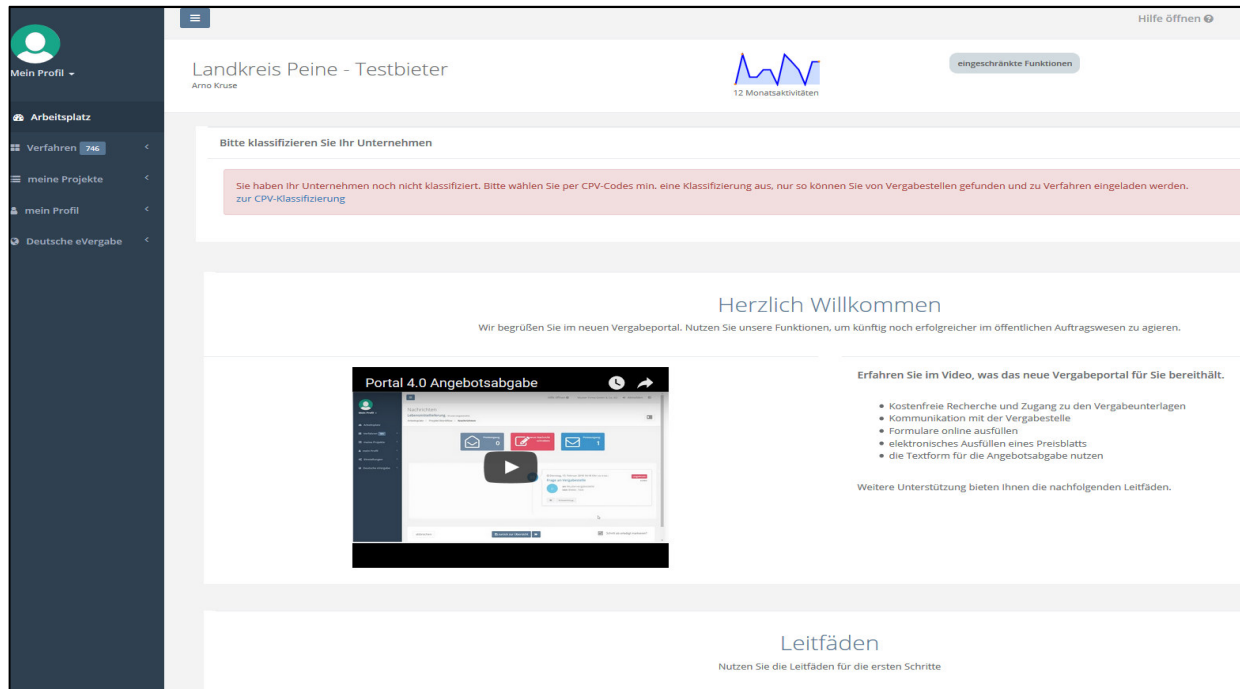 Hilfe öffnen
Mein Profil
Landkreis Peine - Testbieter
Arno Kruse
12 Monatsaktivitäten
eingeschränkte Funktionen
Arbeitsplatz
Verfahren 746
meine Projekte
mein Profil
Deutsche eVergabe
Bitte klassifizieren Sie Ihr Unternehmen
Sie haben Ihr Unternehmen noch nicht klassifiziert. Bitte wählen Sie per CPV-Codes min. eine Klassifizierung aus, nur so können Sie von Vergabestellen gefunden und zu Verfahren eingeladen werden.
zur CPV-Klassifizierung
Herzlich Willkommen
Wir begrüßen Sie im neuen Vergabeportal. Nutzen Sie unsere Funktionen, um künftig noch erfolgreicher im öffentlichen Auftragswesen zu agieren.
Portal 4.0 Angebotsabgabe
Nachrichten
Erfahren Sie im Video, was das neue Vergabeportal für Sie bereithält.
Kostenfreie Recherche und Zugang zu den Vergabeunterlagen
Kommunikation mit der Vergabestelle
Formulare online ausfüllen
elektronisches Ausfüllen eines Preisblatts
die Textform für die Angebotsabgabe nutzen
Weitere Unterstützung bieten Ihnen die nachfolgenden Leitfäden.
Leitfäden
Nutzen Sie die Leitfäden für die ersten Schritte